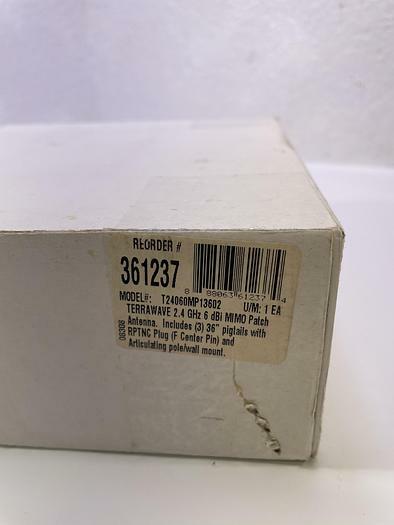 REORDER #
361237
8 88063 61237 4
MODEL#: T24060MP13602 U/M: 1 EA
TERRAWAVE 2.4 GHz 6 dBi MIMO Patch
Antenna. Includes (3) 36" pigtails with
RPTNC Plug (F Center Pin) and
Articulating pole/wall mount.
06308